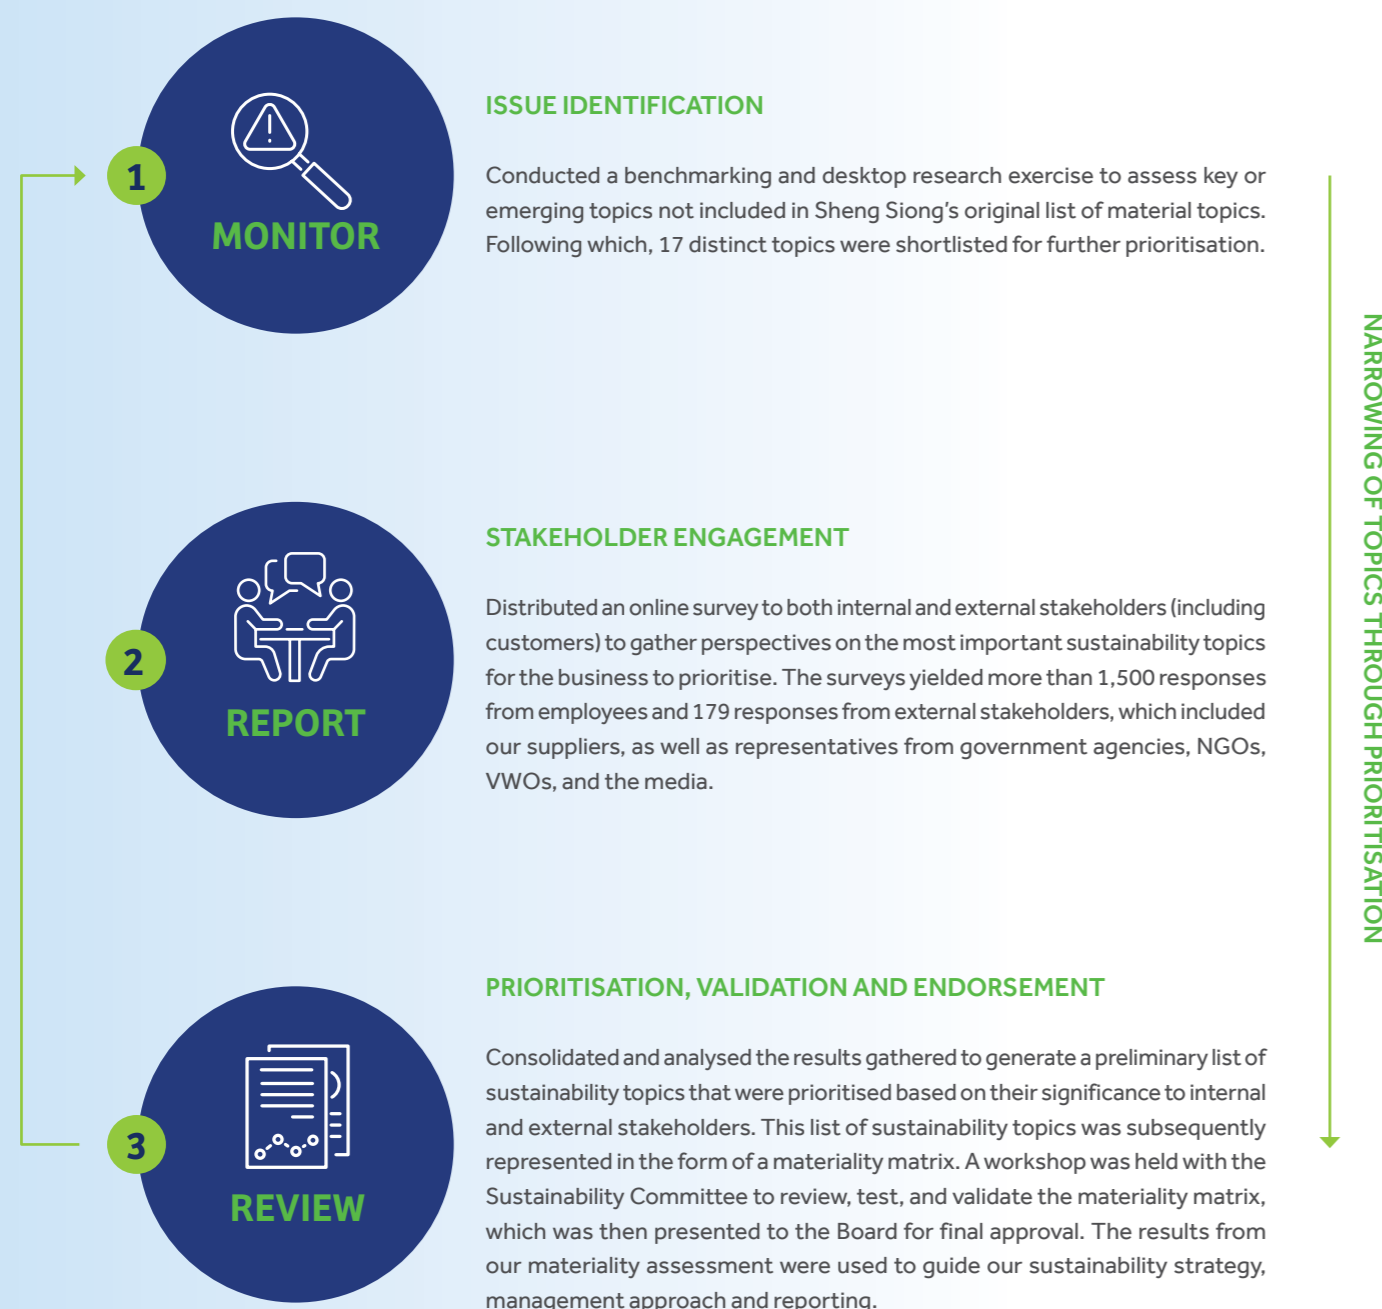 1
MONITOR
ISSUE IDENTIFICATION
Conducted a benchmarking and desktop research exercise to assess key or
emerging topics not included in Sheng Siong's original list of material topics.
Following which, 17 distinct topics were shortlisted for further prioritisation.
2
REPORT
STAKEHOLDER ENGAGEMENT
Distributed an online survey to both internal and external stakeholders (including
customers) to gather perspectives on the most important sustainability topics
for the business to prioritise. The surveys yielded more than 1,500 responses
from employees and 179 responses from external stakeholders, which included
our suppliers, as well as representatives from government agencies, NGOs,
VWOs, and the media.
3
REVIEW
PRIORITISATION, VALIDATION AND ENDORSEMENT
Consolidated and analysed the results gathered to generate a preliminary list of
sustainability topics that were prioritised based on their significance to internal
and external stakeholders. This list of sustainability topics was subsequently
represented in the form of a materiality matrix. A workshop was held with the
Sustainability Committee to review, test, and validate the materiality matrix,
which was then presented to the Board for final approval. The results from
our materiality assessment were used to guide our sustainability strategy,
management approach and reporting.
NARROWING OF TOPICS THROUGH PRIORITISATION